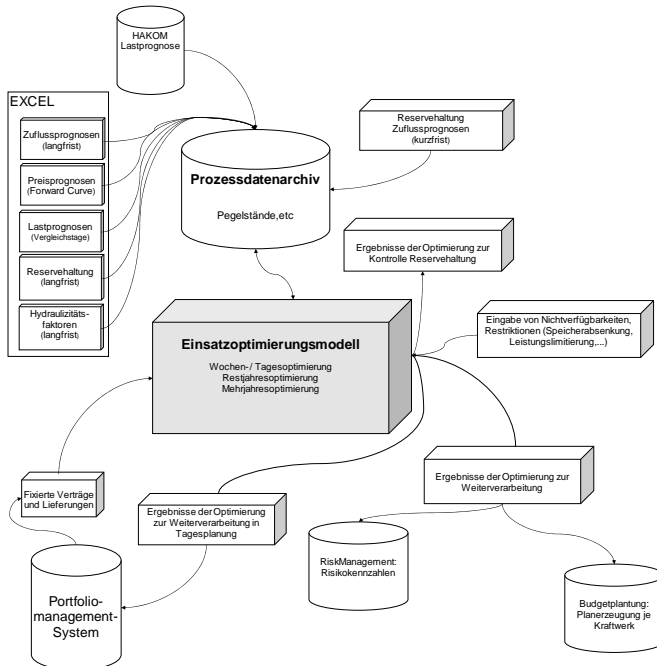 HAKOM
Lastprognose
EXCEL
Zuflussprognosen
(langfrist)
Preisprognosen
(Forward Curve)
Lastprognosen
(Vergleichstage)
Reservehaltung
(langfrist)
Hydraulizitäts-
faktoren
(langfrist)
Prozessdatenarchiv
Pegelstände,etc
Reservehaltung
Zuflussprognosen
(kurzfrist)
Ergebnisse der Optimierung zur
Kontrolle Reservehaltung
Eingabe von Nichtverfügbarkeiten,
Restriktionen (Speicherabsenkung,
Leistungslimitierung,...)
Einsatzoptimierungsmodell
Wochen-/ Tagesoptimierung
Restjahresoptimierung
Mehrjahresoptimierung
Fixierte Verträge
und Lieferungen
Ergebnisse der Optimierung
zur Weiterverarbeitung in
Tagesplanung
Ergebnisse der Optimierung zur
Weiterverarbeitung
Portfolio-
management-
System
RiskManagement:
Risikokennzahlen
Budgetplantung:
Planerzeugung je
Kraftwerk